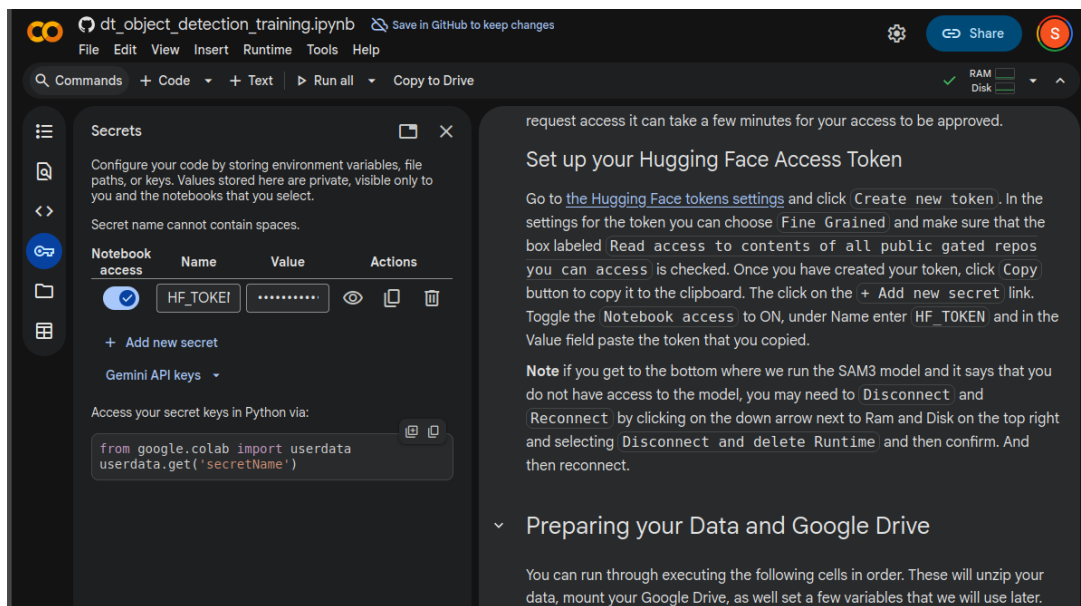 dt_object_detection_training.ipynb Save in GitHub to keep changes
File Edit View Insert Runtime Tools Help
Share
S
Commands + Code + Text Run all Copy to Drive
RAM
Disk
Secrets
Configure your code by storing environment variables, file
paths, or keys. Values stored here are private, visible only to
you and the notebooks that you select.
Secret name cannot contain spaces.
Notebook
access Name Value Actions
HF_TOKEN ••••••••••
+ Add new secret
Gemini API keys
Access your secret keys in Python via:
from google.colab import userdata
userdata.get('secretName')
request access it can take a few minutes for your access to be approved.
Set up your Hugging Face Access Token
Go to the Hugging Face tokens settings and click Create new token. In the
settings for the token you can choose Fine Grained and make sure that the
box labeled Read access to contents of all public gated repos
you can access is checked. Once you have created your token, click Copy
button to copy it to the clipboard. The click on the + Add new secret link.
Toggle the Notebook access to ON, under Name enter HF_TOKEN and in the
Value field paste the token that you copied.
Note if you get to the bottom where we run the SAM3 model and it says that you
do not have access to the model, you may need to Disconnect and
Reconnect by clicking on the down arrow next to Ram and Disk on the top right
and selecting Disconnect and delete Runtime and then confirm. And
then reconnect.
Preparing your Data and Google Drive
You can run through executing the following cells in order. These will unzip your
data, mount your Google Drive, as well set a few variables that we will use later.